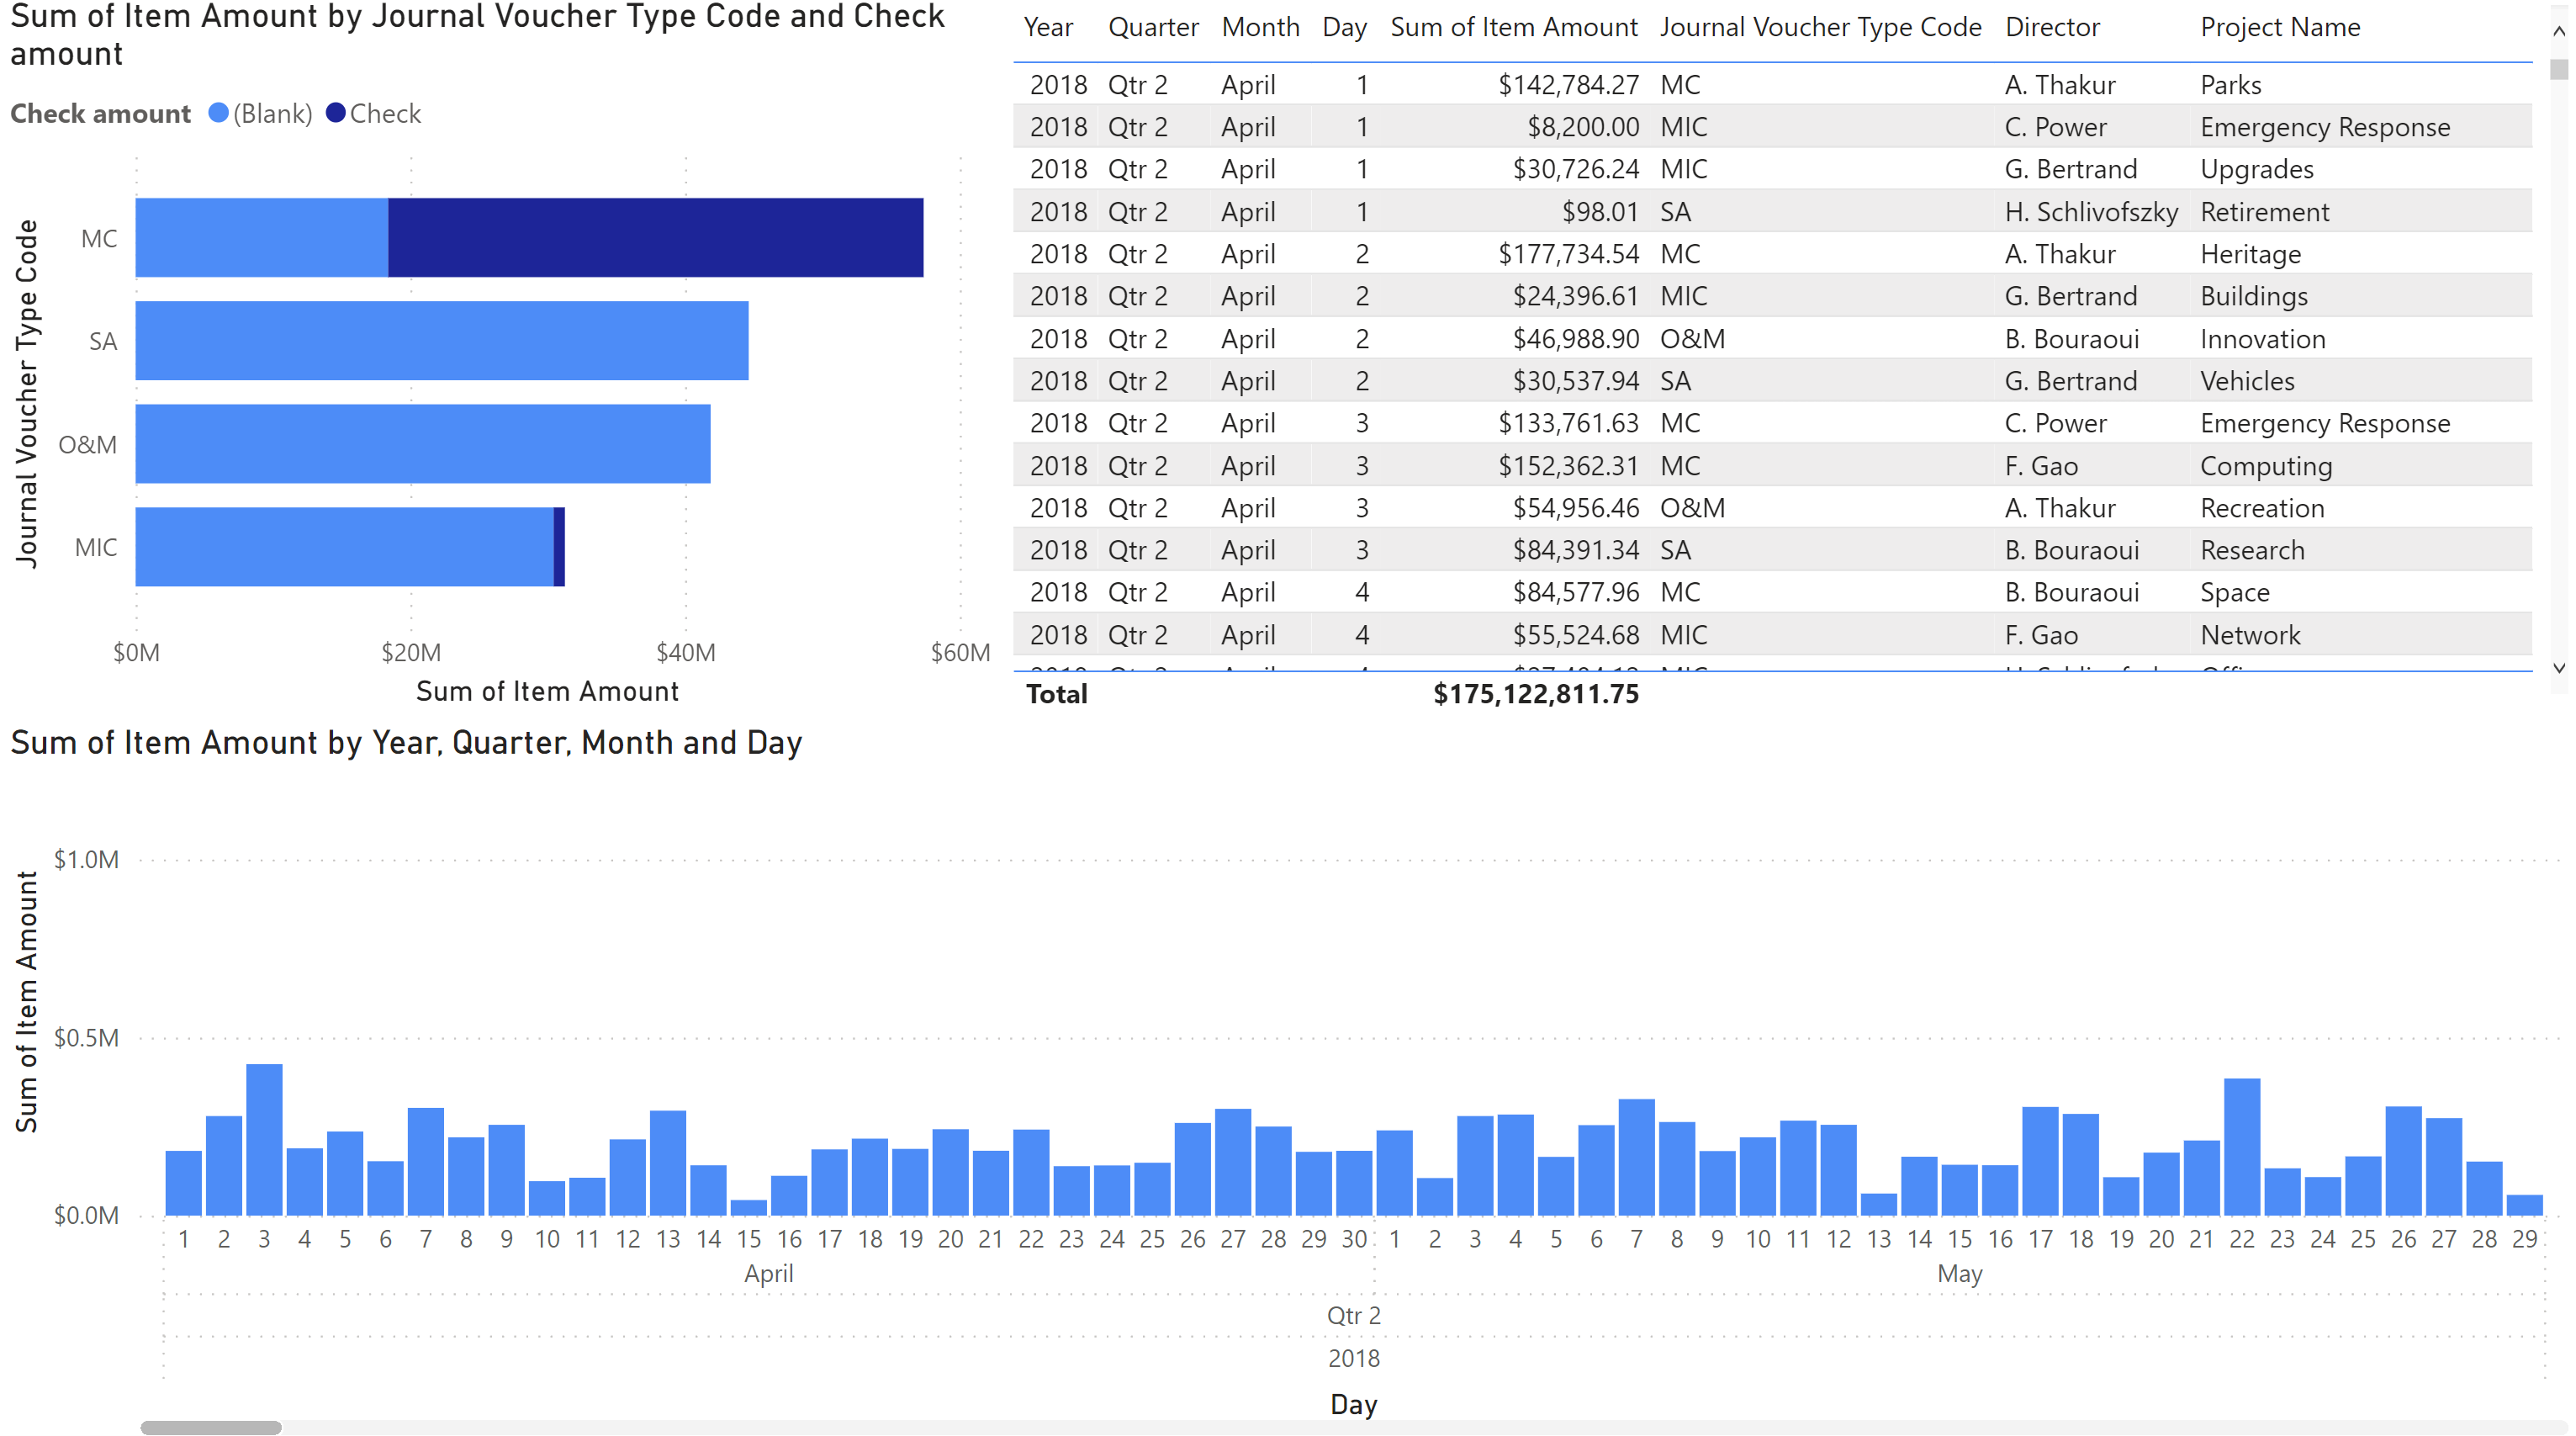 Sum of Item Amount by Journal Voucher Type Code and Check
amount
Check amount (Blank) Check
Journal Voucher Type Code
MC
SA
O&M
MIC
$0M $20M $40M $60M
Sum of Item Amount
Year Quarter Month Day Sum of Item Amount Journal Voucher Type Code Director Project Name
2018 Qtr 2 April 1 $142,784.27 MC A. Thakur Parks
2018 Qtr 2 April 1 $8,200.00 MIC C. Power Emergency Response
2018 Qtr 2 April 1 $30,726.24 MIC G. Bertrand Upgrades
2018 Qtr 2 April 1 $98.01 SA H. Schlivofszky Retirement
2018 Qtr 2 April 2 $177,734.54 MC A. Thakur Heritage
2018 Qtr 2 April 2 $24,396.61 MIC G. Bertrand Buildings
2018 Qtr 2 April 2 $46,988.90 O&M B. Bouraoui Innovation
2018 Qtr 2 April 2 $30,537.94 SA G. Bertrand Vehicles
2018 Qtr 2 April 3 $133,761.63 MC C. Power Emergency Response
2018 Qtr 2 April 3 $152,362.31 MC F. Gao Computing
2018 Qtr 2 April 3 $54,956.46 O&M A. Thakur Recreation
2018 Qtr 2 April 3 $84,391.34 SA B. Bouraoui Research
2018 Qtr 2 April 4 $84,577.96 MC B. Bouraoui Space
2018 Qtr 2 April 4 $55,524.68 MIC F. Gao Network
Total $175,122,811.75
Sum of Item Amount by Year, Quarter, Month and Day
Sum of Item Amount
$1.0M
$0.5M
$0.0M
1 2 3 4 5 6 7 8 9 10 11 12 13 14 15 16 17 18 19 20 21 22 23 24 25 26 27 28 29 30 1 2 3 4 5 6 7 8 9 10 11 12 13 14 15 16 17 18 19 20 21 22 23 24 25 26 27 28 29
April May
Qtr 2
2018
Day